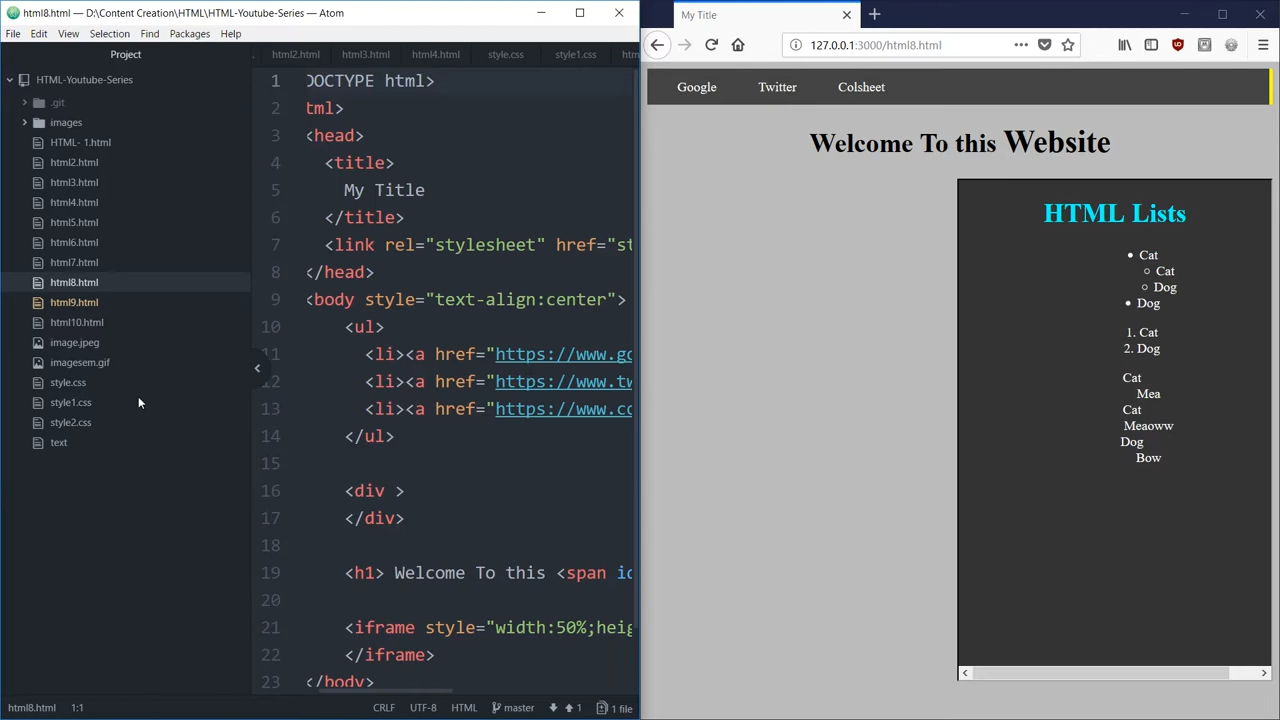 html8.html — D:\Content Creation\HTML\HTML-Youtube-Series — Atom
File Edit View Find Selection Packages Help
Project
HTML-Youtube-Series
.git
images
HTML- 1.html
html2.html
html3.html
html4.html
html5.html
html6.html
html7.html
html8.html
html9.html
html10.html
image.jpeg
imagesem.gif
style.css
style1.css
style2.css
text
html2.html html3.html html4.html style.css style1.css htm
1 DOCTYPE html>
2 tml>
3 <head>
4 <title>
5 My Title
6 </title>
7 <link rel="stylesheet" href="st
8 </head>
9 <body style="text-align:center">
10 <ul>
11 <li><a href="https://www.go
12 <li><a href="https://www.tw
13 <li><a href="https://www.co
14 </ul>
15
16 <div >
17 </div>
18
19 <h1> Welcome To this <span id
20
21 <iframe style="width:50%;heig
22 </iframe>
23 </body>
html8.html 1:1 CRLF UTF-8 HTML master 1 1 file
My Title
127.0.0.1:3000/html8.html
Google Twitter Colsheet
Welcome To this Website
HTML Lists
• Cat
○ Cat
○ Dog
• Dog
1. Cat
2. Dog
Cat
Mea
Cat
Meaoww
Dog
Bow